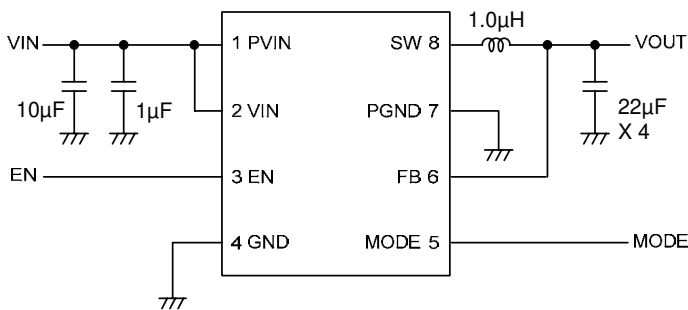 1.0µH
VIN
1 PVIN
SW 8
VOUT
10µF
1µF
2 VIN
PGND 7
22µF
X 4
EN
3 EN
FB 6
4 GND
MODE 5
MODE